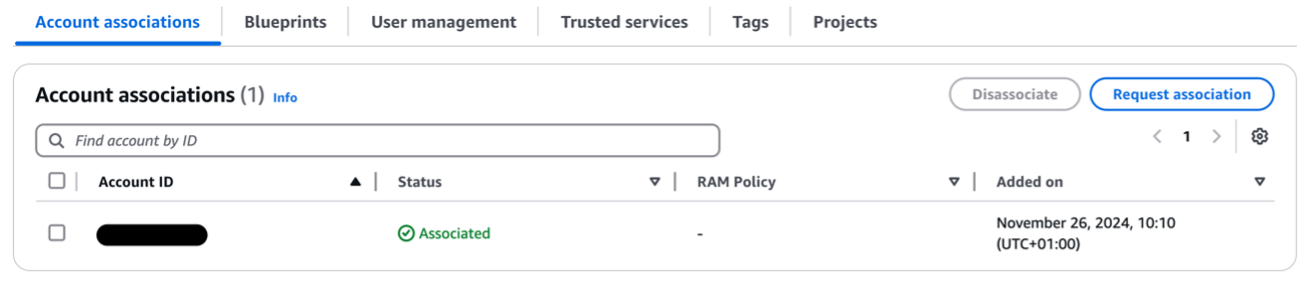 Account associations Blueprints User management Trusted services Tags Projects
Account associations (1) Info Disassociate Request association
Find account by ID 1
Account ID Status RAM Policy Added on
Associated - November 26, 2024, 10:10
(UTC+01:00)